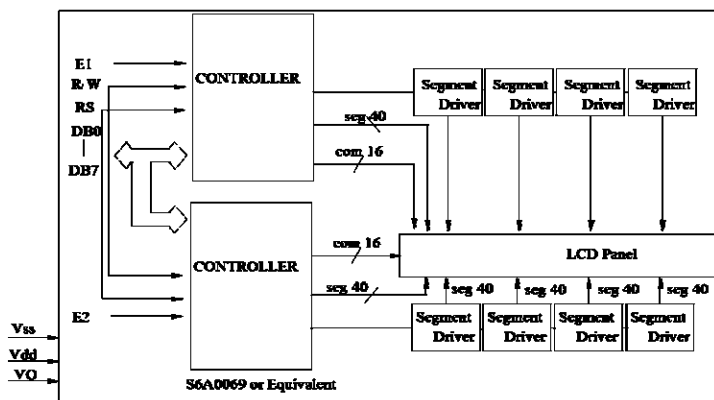 E1
R/W
RS
DB0
DB7
CONTROLLER
seg 40
com 16
Segment Driver
Segment Driver
Segment Driver
Segment Driver
LCD Panel
CONTROLLER
com 16
seg 40
E2
seg 40
seg 40
seg 40
seg 40
Segment Driver
Segment Driver
Segment Driver
Segment Driver
Vss
Vdd
VO
S6A0069 or Equivalent